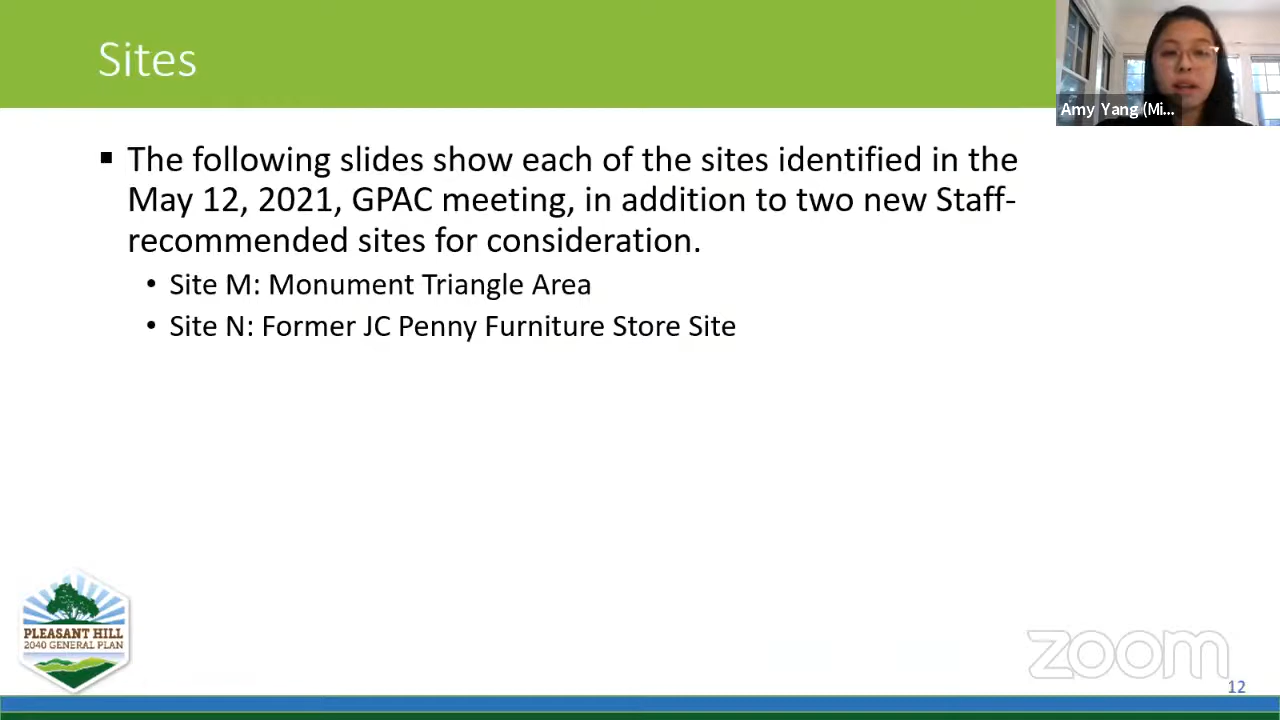 Sites
Amy Yang (Mi...
▪ The following slides show each of the sites identified in the
May 12, 2021, GPAC meeting, in addition to two new Staff-
recommended sites for consideration.
• Site M: Monument Triangle Area
• Site N: Former JC Penny Furniture Store Site
PLEASANT HILL
2040 GENERAL PLAN
zoom
12